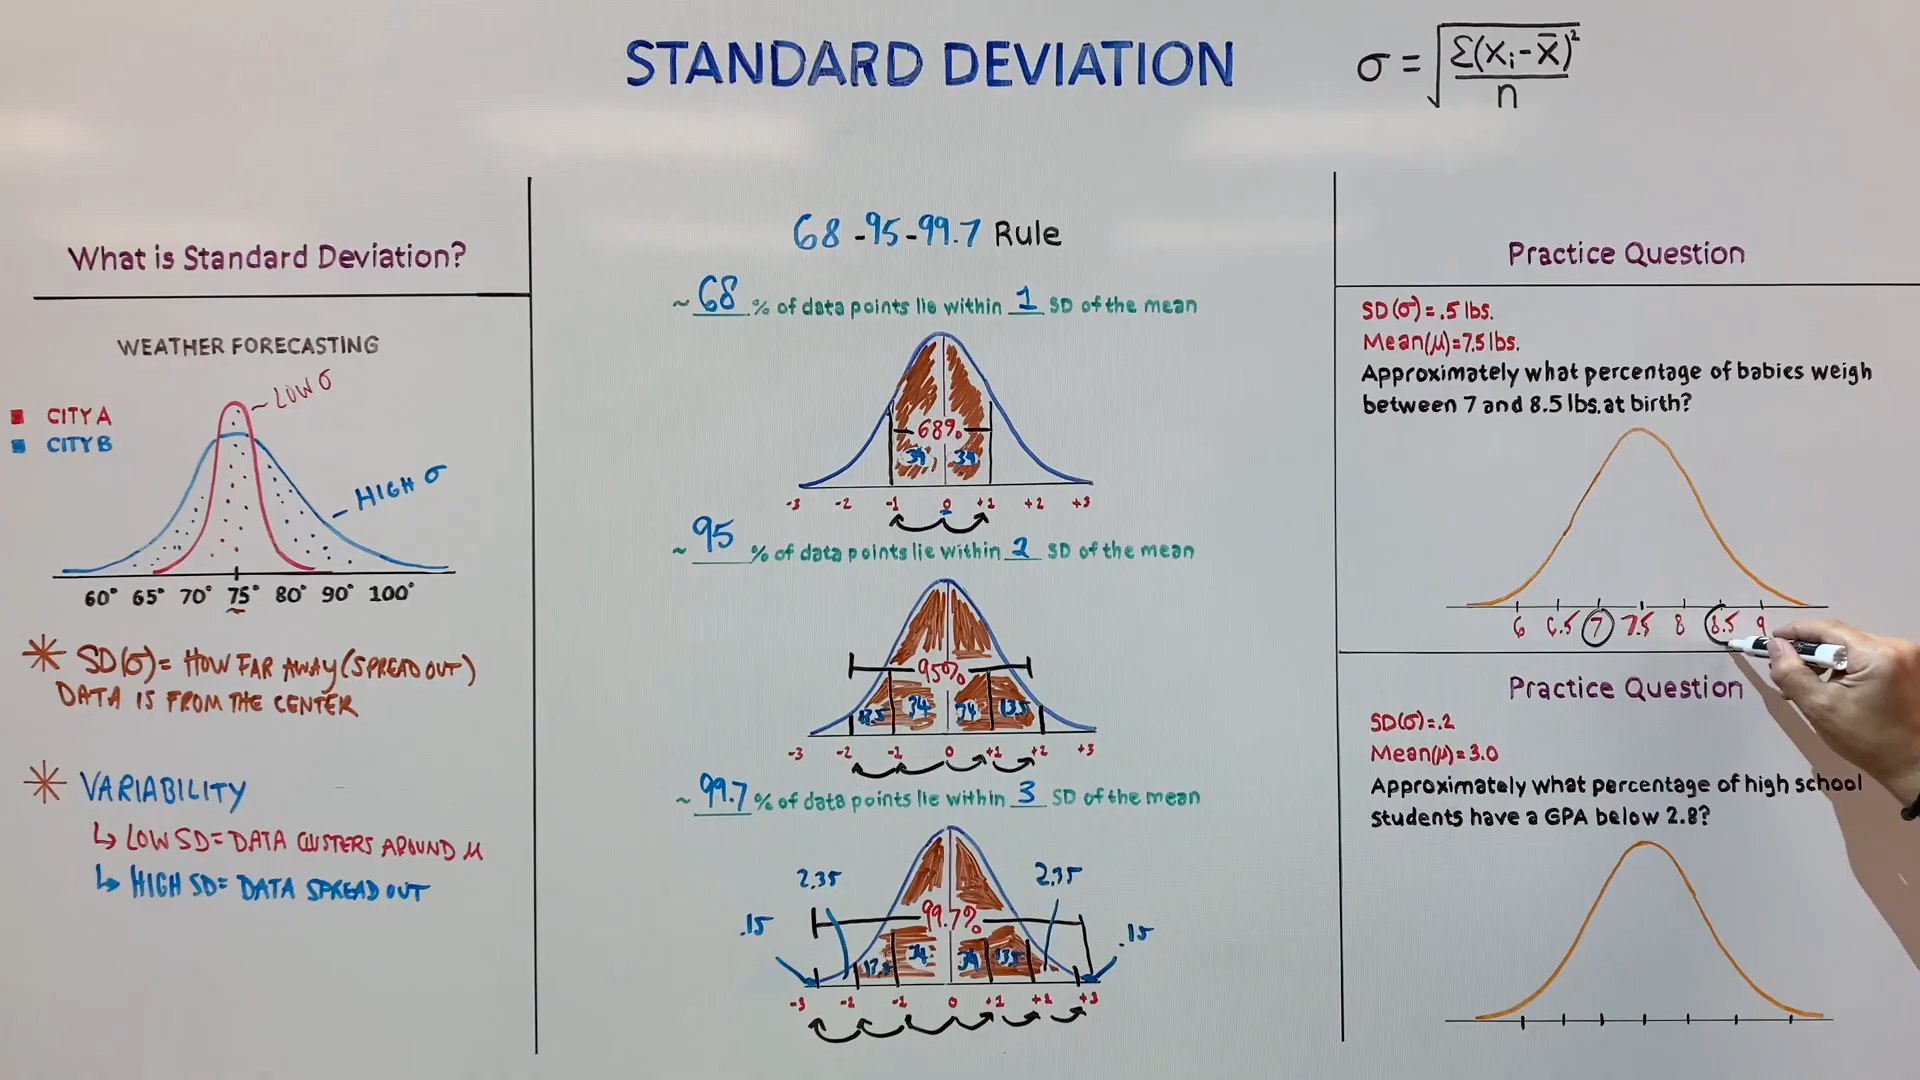 STANDARD DEVIATION
σ = √Σ(xᵢ-x̄)²/n
What is Standard Deviation?
WEATHER FORECASTING
LOW σ
CITY A
CITY B
HIGH σ
60° 65° 70° 75° 80° 90° 100°
SD(σ) = HOW FAR AWAY (SPREAD OUT)
DATA IS FROM THE CENTER
VARIABILITY
↳ LOW SD = DATA CLUSTERS AROUND μ
↳ HIGH SD = DATA SPREAD OUT
68-95-99.7 Rule
~ 68 % of data points lie within 1 SD of the mean
68%
34 34
-3 -2 -1 0 +1 +2 +3
~ 95 % of data points lie within 2 SD of the mean
95%
13.5 34 34 13.5
-3 -2 -1 0 +1 +2 +3
~ 99.7 % of data points lie within 3 SD of the mean
2.35 2.35
.15 99.7% .15
13.5 34 34 13.5
-3 -2 -1 0 +1 +2 +3
Practice Question
SD(σ)=.5 lbs.
Mean(μ)=7.5 lbs.
Approximately what percentage of babies weigh
between 7 and 8.5 lbs. at birth?
6 6.5 7 7.5 8 8.5 9
Practice Question
SD(σ)=.2
Mean(μ)=3.0
Approximately what percentage of high school
students have a GPA below 2.8?